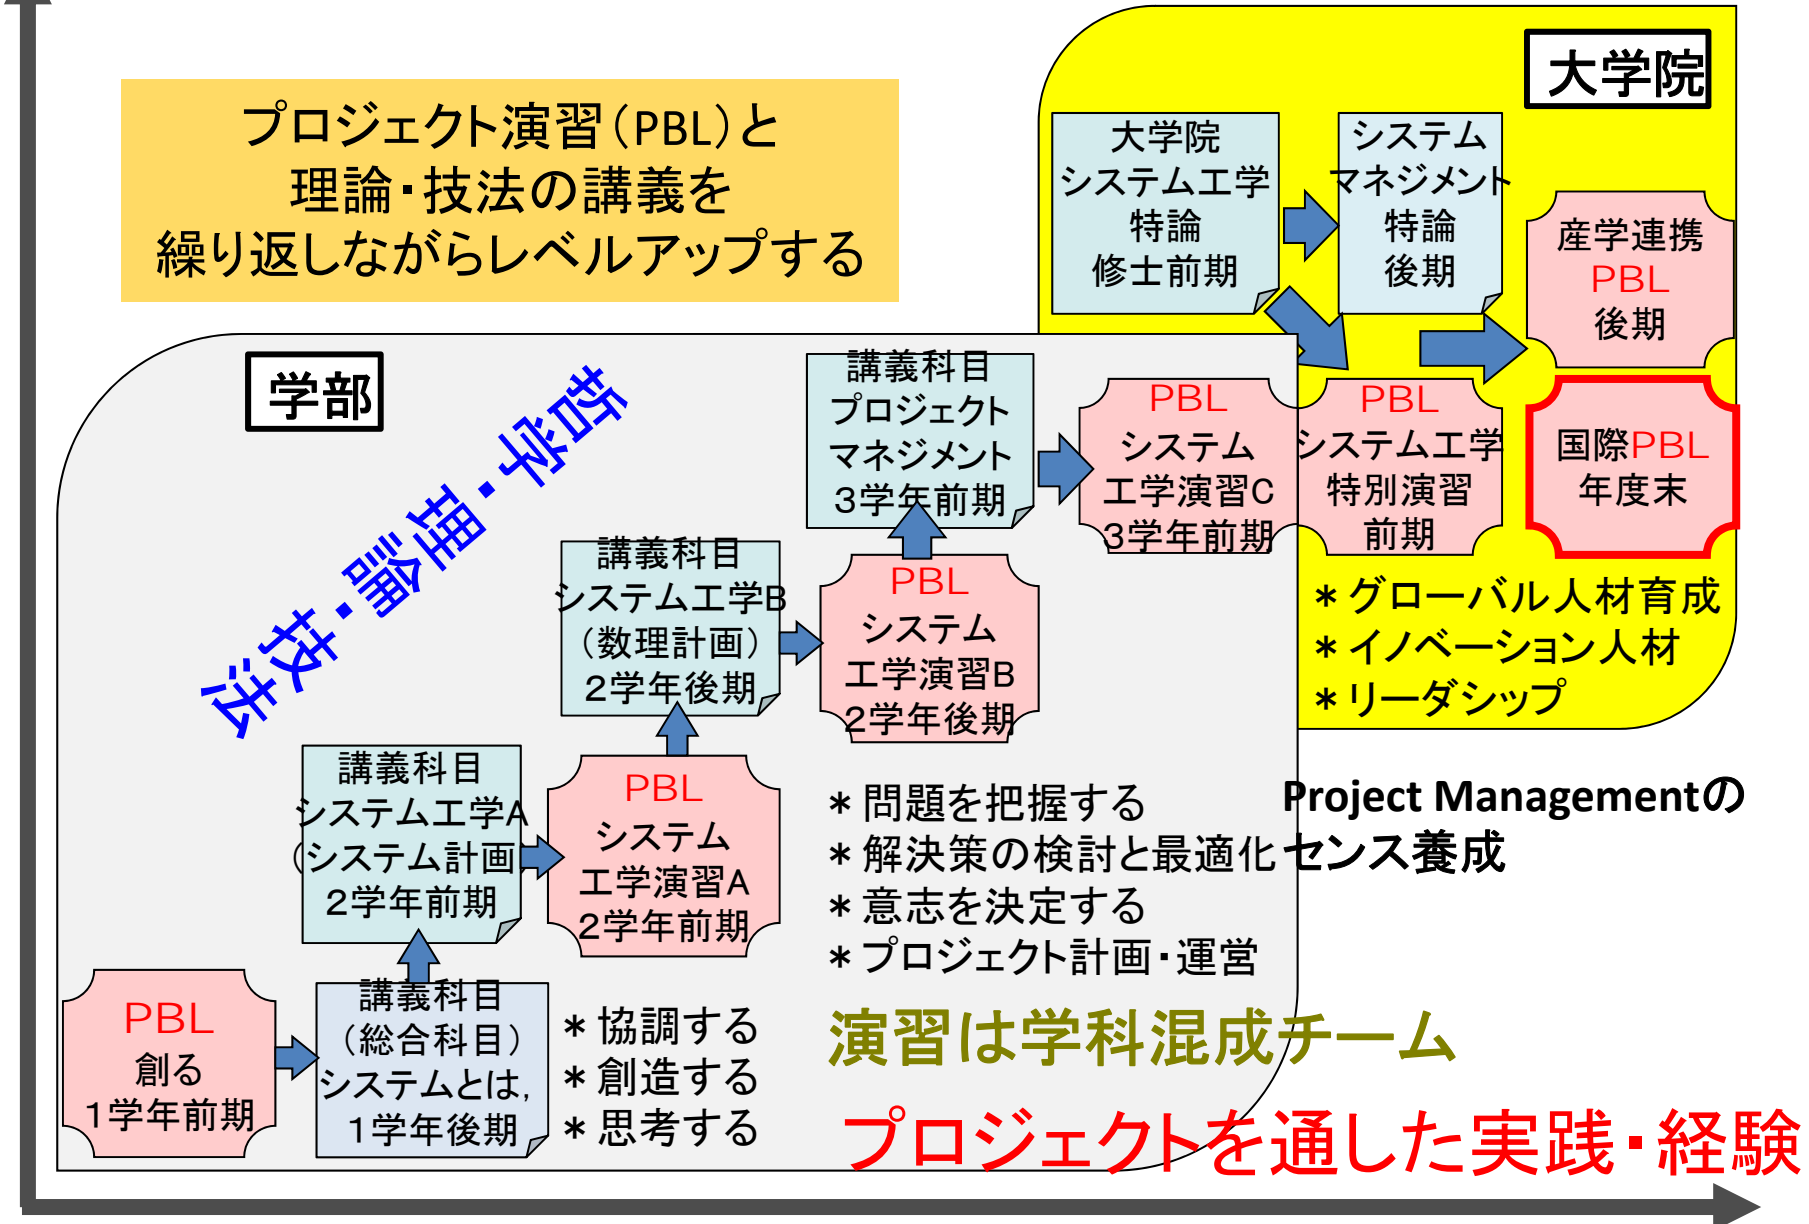 大学院
プロジェクト演習（PBL）と
理論・技法の講義を
繰り返しながらレベルアップする
大学院
システム工学
特論
修士前期
システム
マネジメント
特論
後期
産学連携
PBL
後期
学部
哲学・理論・技法
講義科目
プロジェクト
マネジメント
3学年前期
PBL
システム
工学演習C
3学年前期
PBL
システム工学
特別演習
前期
国際PBL
年度末
講義科目
システム工学B
（数理計画）
2学年後期
PBL
システム
工学演習B
2学年後期
＊グローバル人材育成
＊イノベーション人材
＊リーダシップ
講義科目
システム工学A
（システム計画）
2学年前期
PBL
システム
工学演習A
2学年前期
＊問題を把握する
＊解決策の検討と最適化
＊意志を決定する
＊プロジェクト計画・運営
Project Managementの
センス養成
PBL
創る
1学年前期
講義科目
（総合科目）
システムとは，
1学年後期
＊協調する
＊創造する
＊思考する
演習は学科混成チーム
プロジェクトを通した実践・経験